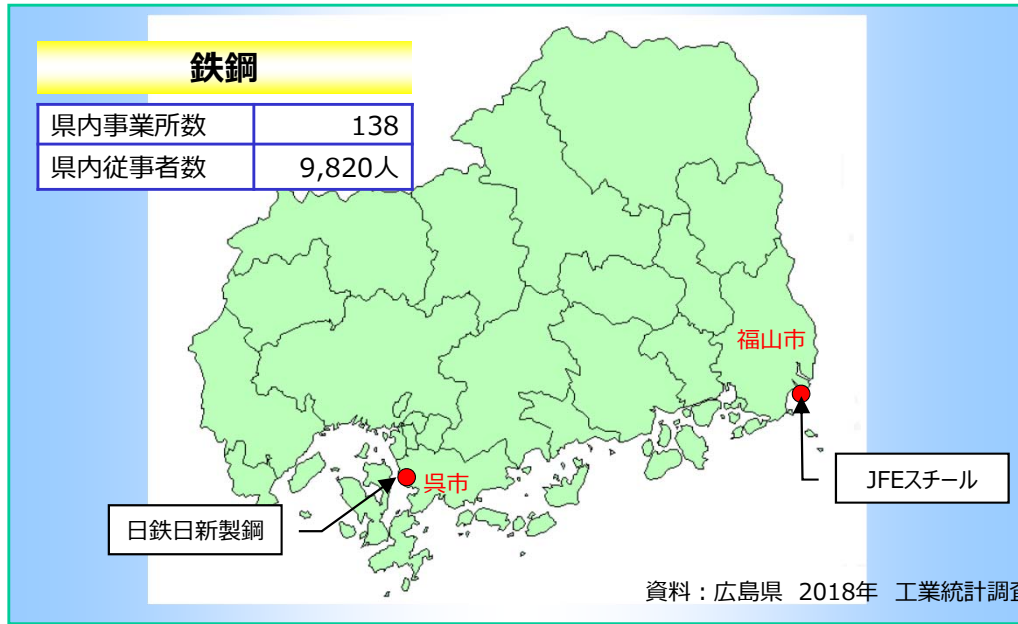 鉄鋼
県内事業所数 138
県内従事者数 9,820人
福山市
JFEスチール
呉市
日鉄日新製鋼
資料：広島県 2018年 工業統計調査